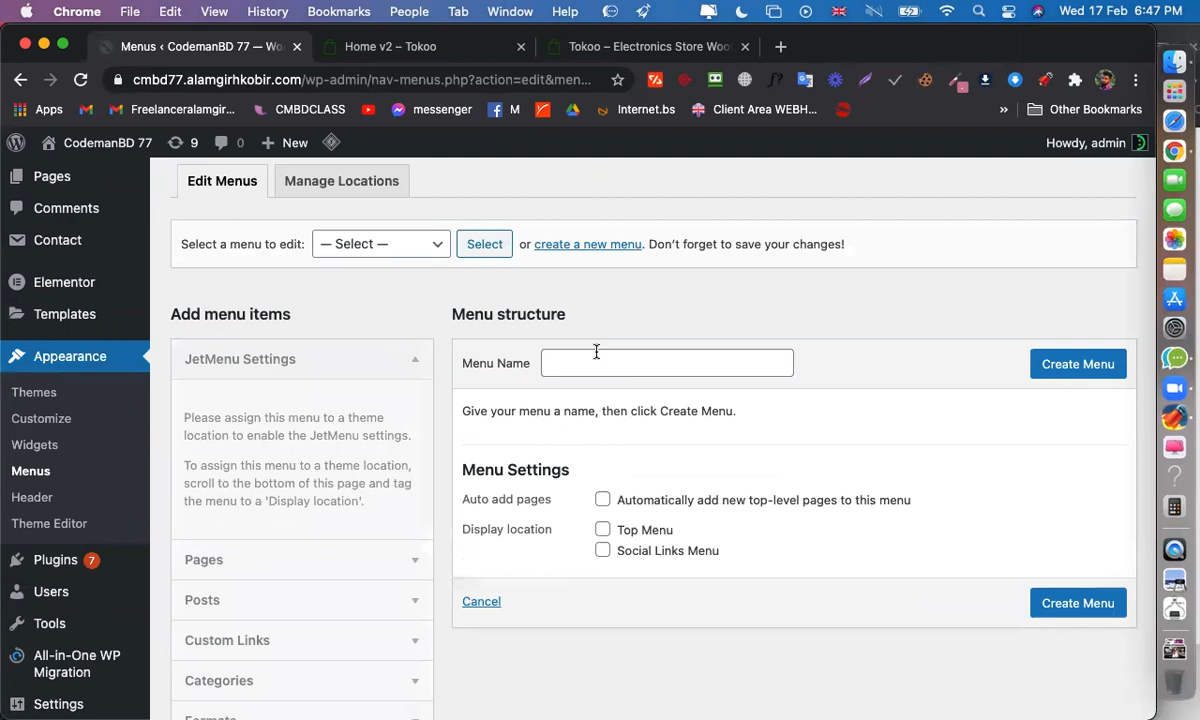 Chrome File Edit View History Bookmarks People Tab Window Help Wed 17 Feb 6:47 PM
Menus ‹ CodemanBD 77 — Wo Home v2 – Tokoo Tokoo – Electronics Store Woo
cmbd77.alamgirhkobir.com/wp-admin/nav-menus.php?action=edit&men...
Apps Freelanceralamgir... CMBDCLASS messenger M Internet.bs Client Area WEBH... » Other Bookmarks
CodemanBD 77 9 0 + New Howdy, admin
Pages
Comments
Contact
Elementor
Templates
Appearance
Themes
Customize
Widgets
Menus
Header
Theme Editor
Plugins 7
Users
Tools
All-in-One WP
Migration
Settings
Edit Menus Manage Locations
Select a menu to edit: — Select — Select or create a new menu. Don’t forget to save your changes!
Add menu items
JetMenu Settings
Please assign this menu to a theme
location to enable the JetMenu settings.
To assign this menu to a theme location,
scroll to the bottom of this page and tag
the menu to a 'Display location'.
Pages
Posts
Custom Links
Categories
Formats
Menu structure
Menu Name Create Menu
Give your menu a name, then click Create Menu.
Menu Settings
Auto add pages Automatically add new top-level pages to this menu
Display location Top Menu
Social Links Menu
Cancel Create Menu